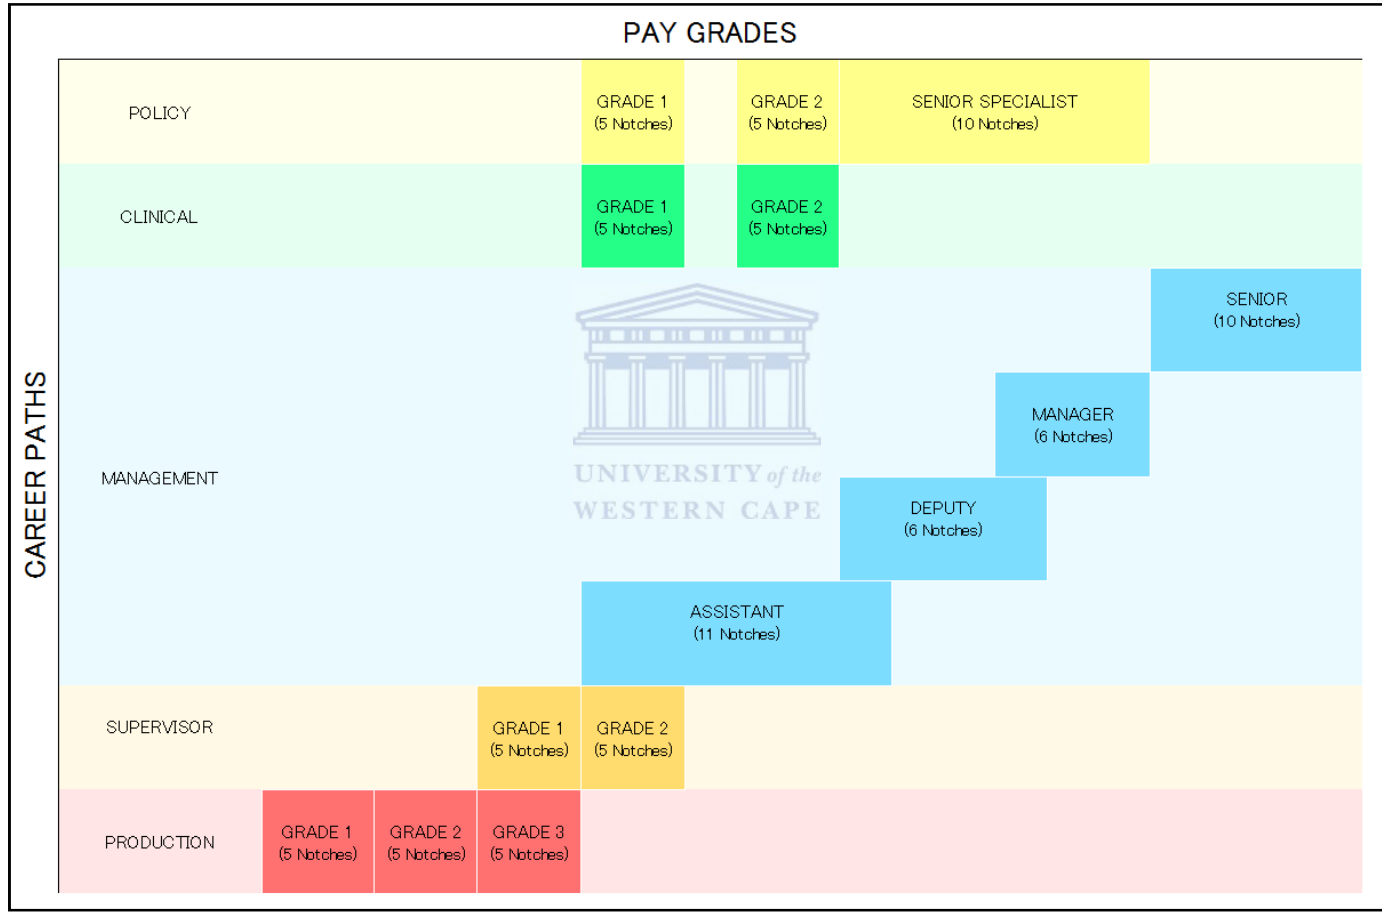 PAY GRADES
CAREER PATHS
POLICY
GRADE 1
(5 Notches)
GRADE 2
(5 Notches)
SENIOR SPECIALIST
(10 Notches)
CLINICAL
GRADE 1
(5 Notches)
GRADE 2
(5 Notches)
MANAGEMENT
SENIOR
(10 Notches)
MANAGER
(6 Notches)
DEPUTY
(6 Notches)
ASSISTANT
(11 Notches)
UNIVERSITY of the
WESTERN CAPE
SUPERVISOR
GRADE 1
(5 Notches)
GRADE 2
(5 Notches)
PRODUCTION
GRADE 1
(5 Notches)
GRADE 2
(5 Notches)
GRADE 3
(5 Notches)